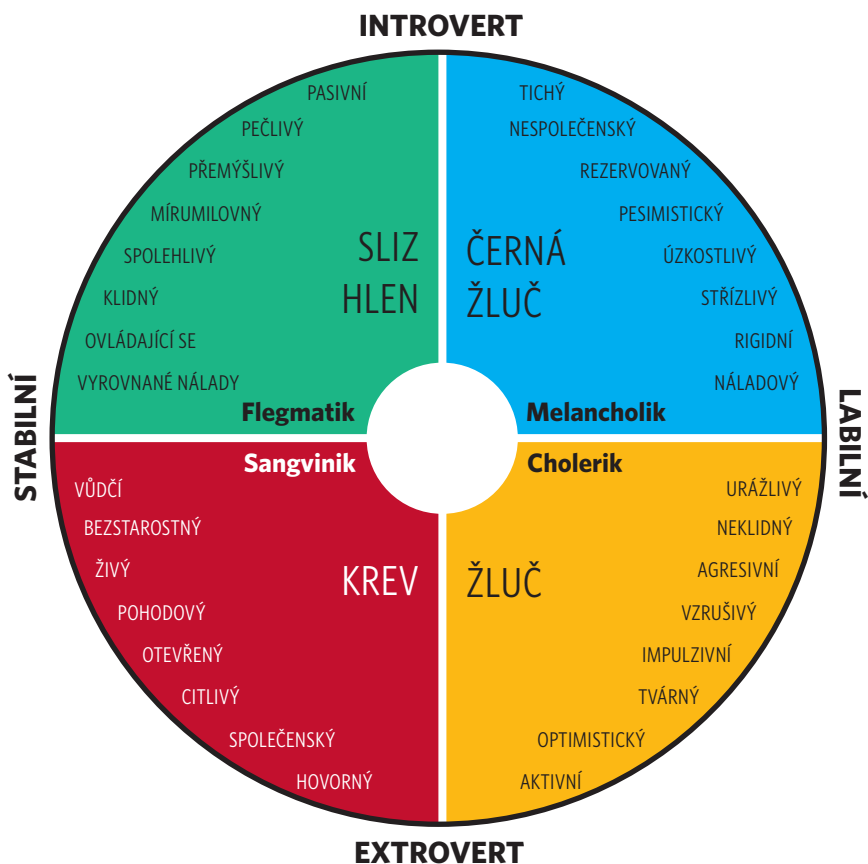 INTROVERT
PASIVNÍ
PEČLIVÝ
PŘEMÝŠLIVÝ
MÍRUMILOVNÝ
SPOLEHLIVÝ
KLIDNÝ
OVLÁDAJÍCÍ SE
VYROVNANÉ NÁLADY
SLIZ
HLEN
Flegmatik
TICHÝ
NESPOLEČENSKÝ
REZERVOVANÝ
PESIMISTICKÝ
ÚZKOSTLIVÝ
STŘÍZLIVÝ
RIGIDNÍ
NÁLADOVÝ
ČERNÁ
ŽLUČ
Melancholik
STABILNÍ
LABILNÍ
Sangvinik
VŮDČÍ
BEZSTAROSTNÝ
ŽIVÝ
POHODOVÝ
OTEVŘENÝ
CITLIVÝ
SPOLEČENSKÝ
HOVORNÝ
KREV
Cholerik
URÁŽLIVÝ
NEKLIDNÝ
AGRESIVNÍ
VZRUŠIVÝ
IMPULZIVNÍ
TVÁRNÝ
OPTIMISTICKÝ
AKTIVNÍ
ŽLUČ
EXTROVERT